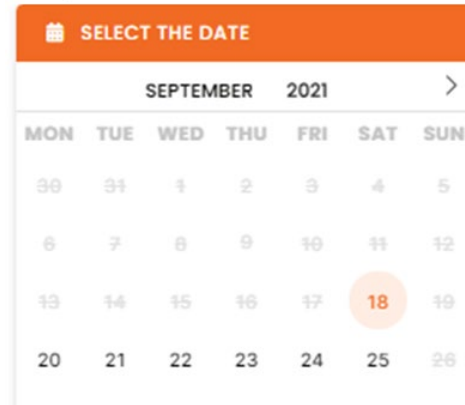 SELECT THE DATE
SEPTEMBER 2021
MON TUE WED THU FRI SAT SUN
30 31 1 2 3 4 5
6 7 8 9 10 11 12
13 14 15 16 17 18 19
20 21 22 23 24 25 26